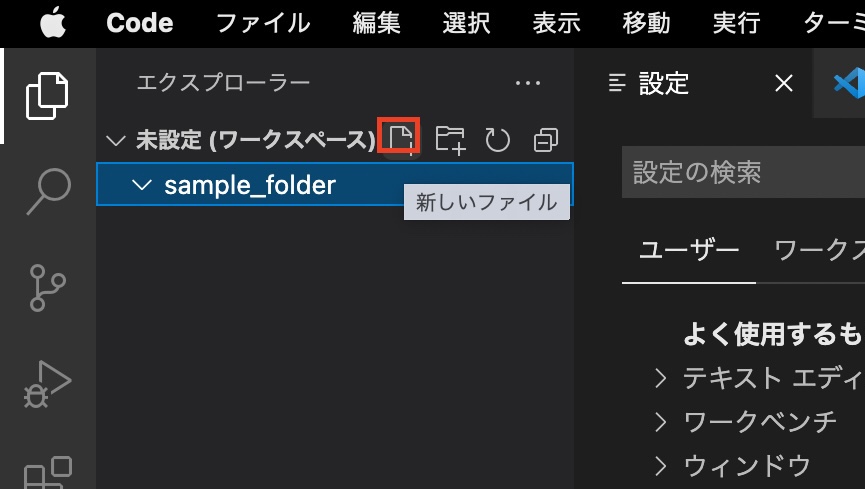 Code ファイル 編集 選択 表示 移動 実行
エクスプローラー ...
設定
未設定 (ワークスペース)
sample_folder
新しいファイル
設定の検索
ユーザー ワークス
よく使用するも
テキスト エディ
ワークベンチ
ウィンドウ